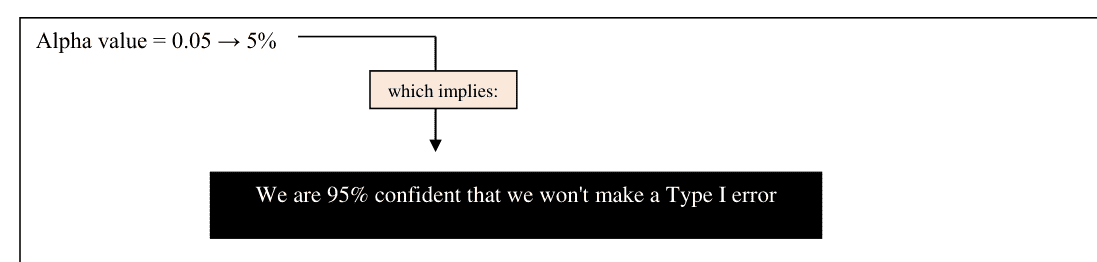 Alpha value = 0.05 → 5%
which implies:
We are 95% confident that we won't make a Type I error